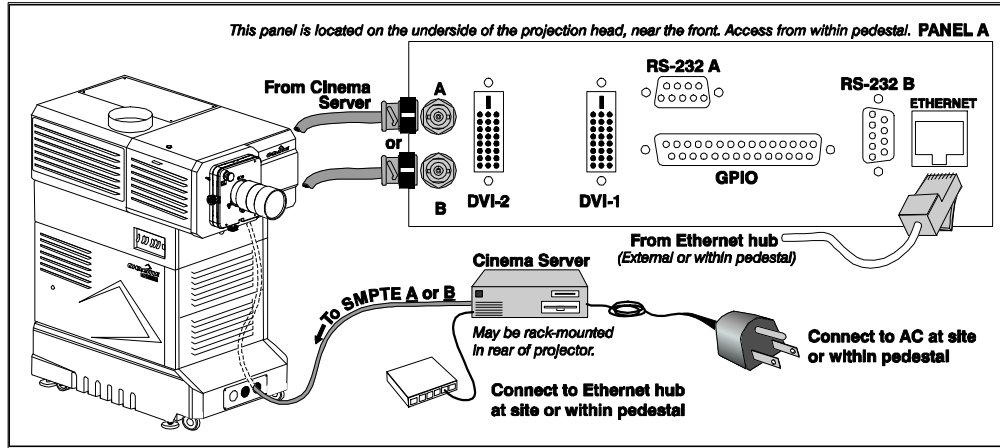 This panel is located on the underside of the projection head, near the front. Access from within pedestal. PANEL A
From Cinema
Server
A
or
B
DVI-2
DVI-1
RS-232 A
GPIO
RS-232 B
ETHERNET
From Ethernet hub
(External or within pedestal)
Cinema Server
To SMPTE A or B
May be rack-mounted
in rear of projector.
Connect to AC at site
or within pedestal
Connect to Ethernet hub
at site or within pedestal